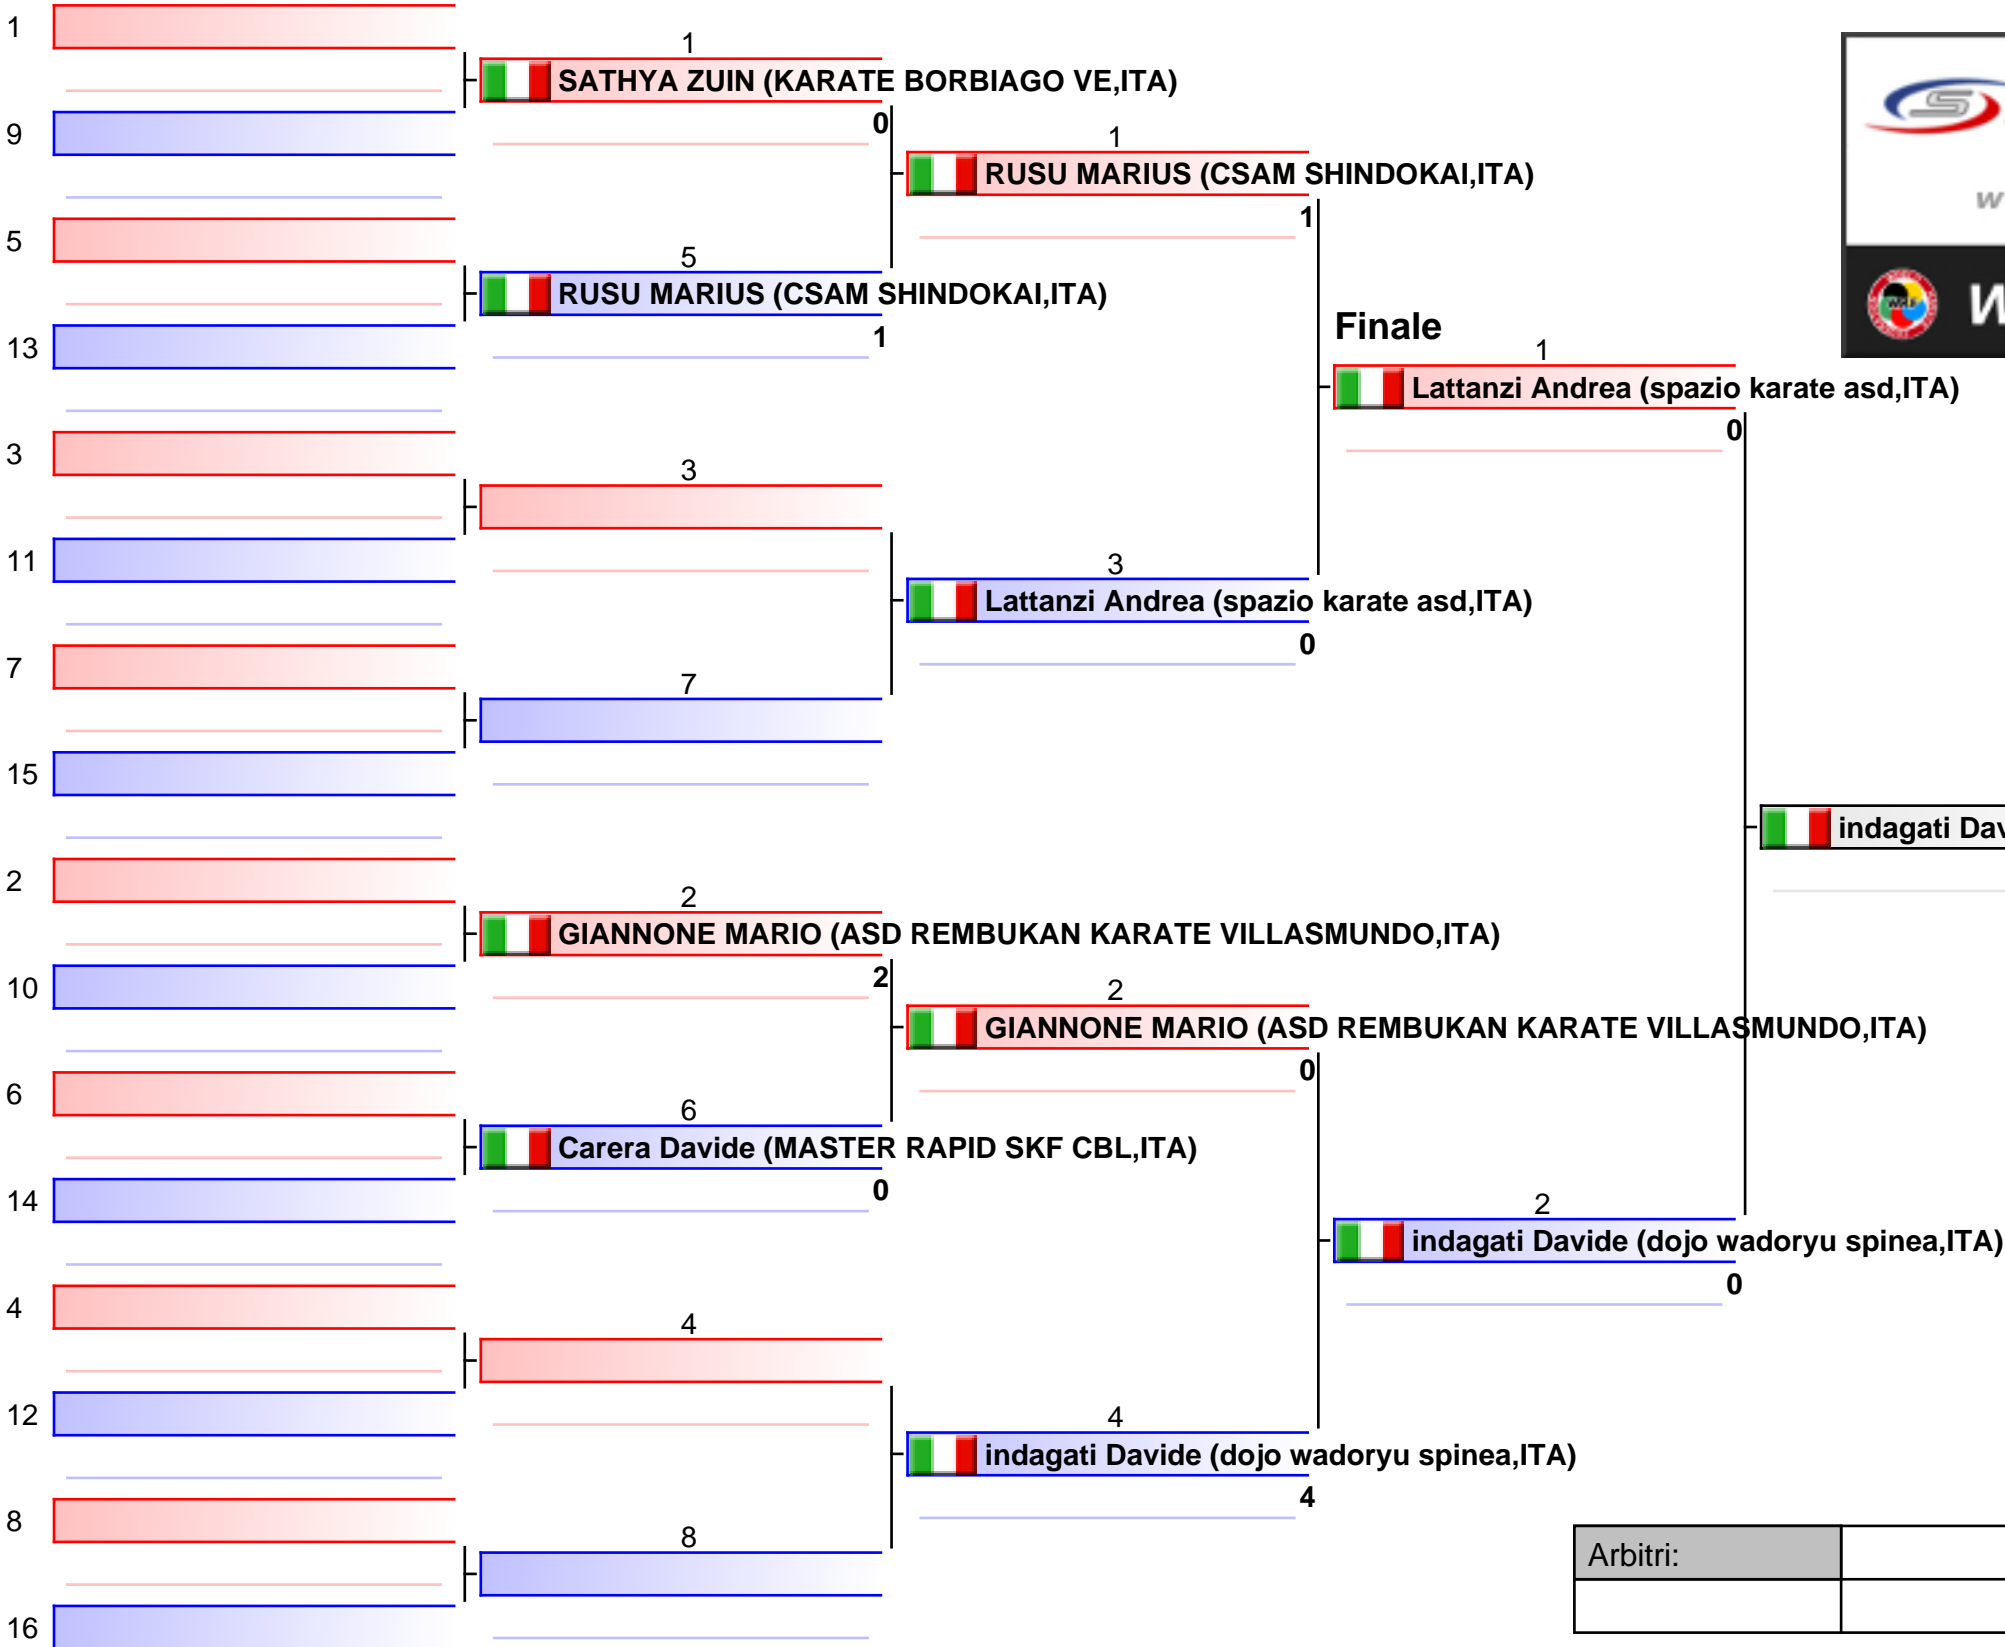 1
9
5
13
3
11
7
15
2
10
6
14
4
12
8
16
1
SATHYA ZUIN (KARATE BORBIAGO VE,ITA)
0
5
RUSU MARIUS (CSAM SHINDOKAI,ITA)
1
3
7
2
GIANNONE MARIO (ASD REMBUKAN KARATE VILLASMUNDO,ITA)
2
6
Carera Davide (MASTER RAPID SKF CBL,ITA)
0
4
8
1
RUSU MARIUS (CSAM SHINDOKAI,ITA)
1
3
Lattanzi Andrea (spazio karate asd,ITA)
0
2
GIANNONE MARIO (ASD REMBUKAN KARATE VILLASMUNDO,ITA)
0
4
indagati Davide (dojo wadoryu spinea,ITA)
4
Finale
1
Lattanzi Andrea (spazio karate asd,ITA)
0
2
indagati Davide (dojo wadoryu spinea,ITA)
0
indagati Dav
S
w
WKF
W
Arbitri: